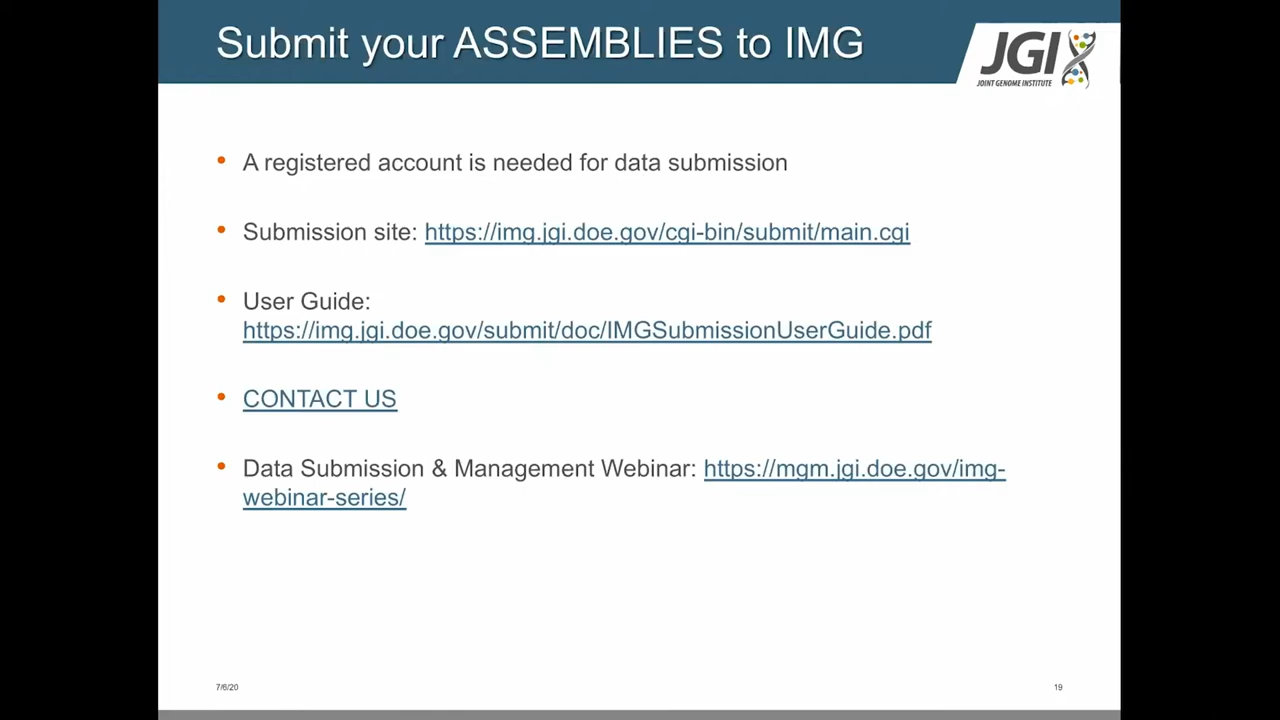 Submit your ASSEMBLIES to IMG
JGI
JOINT GENOME INSTITUTE
• A registered account is needed for data submission
• Submission site: https://img.jgi.doe.gov/cgi-bin/submit/main.cgi
• User Guide:
https://img.jgi.doe.gov/submit/doc/IMGSubmissionUserGuide.pdf
• CONTACT US
• Data Submission & Management Webinar: https://mgm.jgi.doe.gov/img-
webinar-series/
7/6/20
19